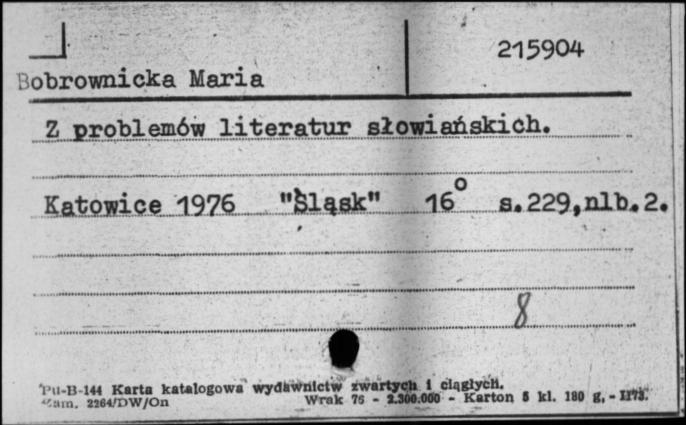 215904
Bobrownicka Maria
Z problemów literatur słowiańskich.
Katowice 1976 "Śląsk" 16° s.229,nlb.2.
8
Pu-B-144 Karta katalogowa wydawnictw zwartych i ciągłych.
Zam. 2264/DW/On Wrak 76 - 2.300.000 - Karton 5 kl. 180 g, - 1173.